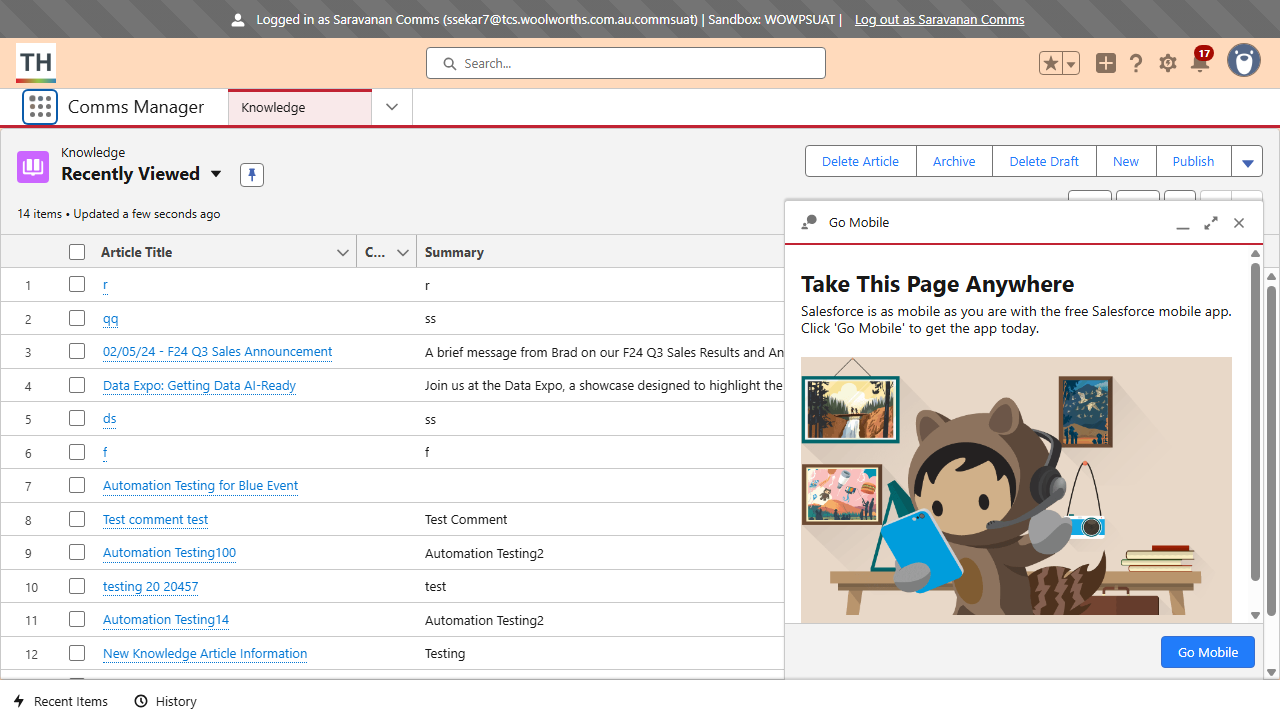 Logged in as Saravanan Comms (ssekar7@tcs.woolworths.com.au.commsuat) | Sandbox: WOWPSUAT | Log out as Saravanan Comms
TH
Search...
17
Comms Manager
Knowledge
Knowledge
Recently Viewed
Delete Article
Archive
Delete Draft
New
Publish
14 items • Updated a few seconds ago
Article Title
C...
Summary
1 r r
2 qq ss
3 02/05/24 - F24 Q3 Sales Announcement A brief message from Brad on our F24 Q3 Sales Results and An
4 Data Expo: Getting Data AI-Ready Join us at the Data Expo, a showcase designed to highlight the
5 ds ss
6 f f
7 Automation Testing for Blue Event
8 Test comment test Test Comment
9 Automation Testing100 Automation Testing2
10 testing 20 20457 test
11 Automation Testing14 Automation Testing2
12 New Knowledge Article Information Testing
Go Mobile
Take This Page Anywhere
Salesforce is as mobile as you are with the free Salesforce mobile app.
Click 'Go Mobile' to get the app today.
Go Mobile
Recent Items
History